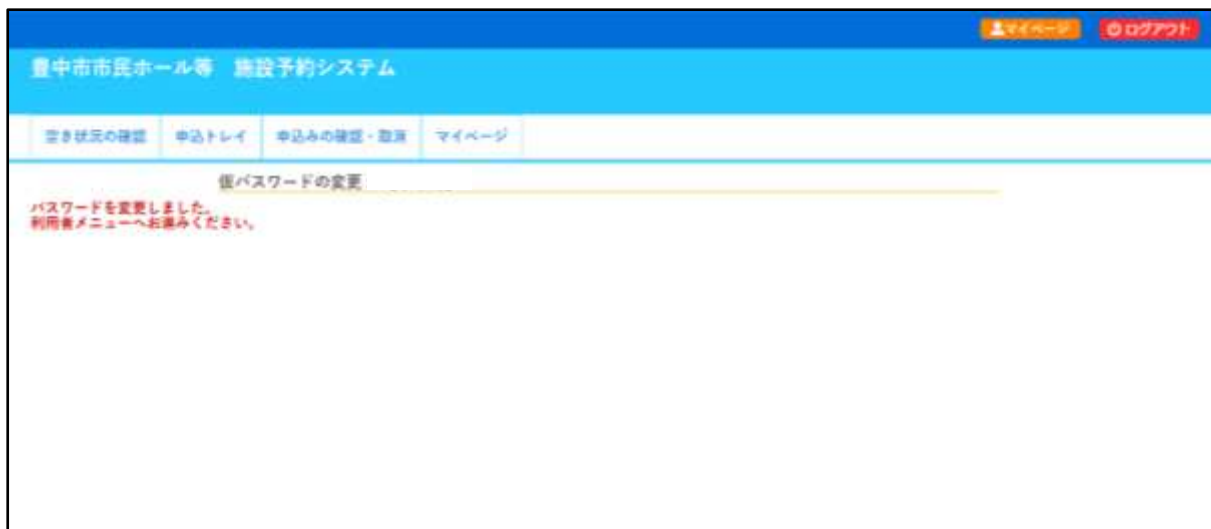 マイページ ログアウト
豊中市市民ホール等 施設予約システム
空き状況の確認 申込トレイ 申込みの確認・取消 マイページ
仮パスワードの変更
パスワードを変更しました。
利用者メニューへお進みください。